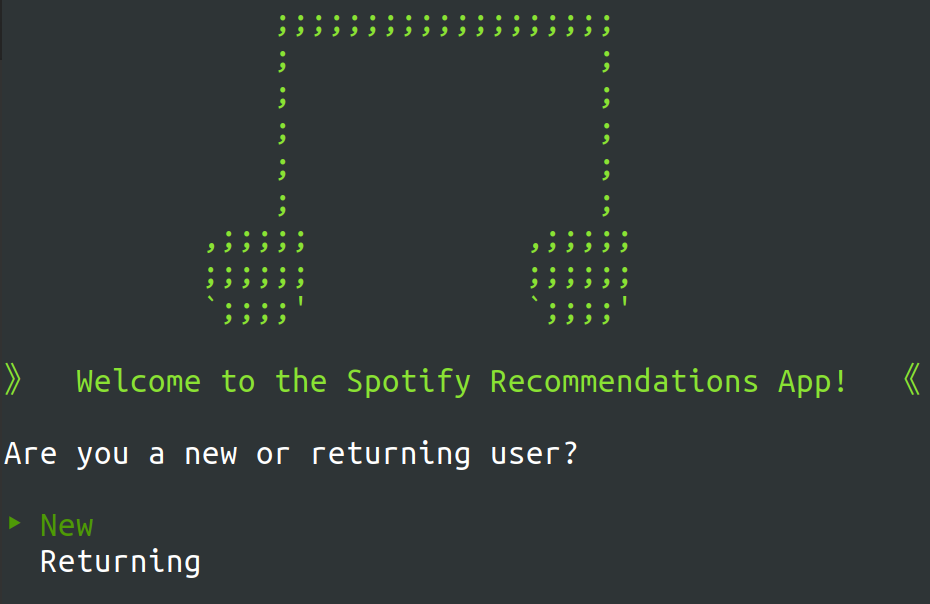 ;;;;;;;;;;;;;;;;;;;
               ;                 ;
               ;                 ;
               ;                 ;
               ;                 ;
               ;                 ;
           ,;;;;;            ,;;;;;
           ;;;;;;            ;;;;;;
           `;;;;'            `;;;;'
》  Welcome to the Spotify Recommendations App!  《
Are you a new or returning user?
‣ New
  Returning